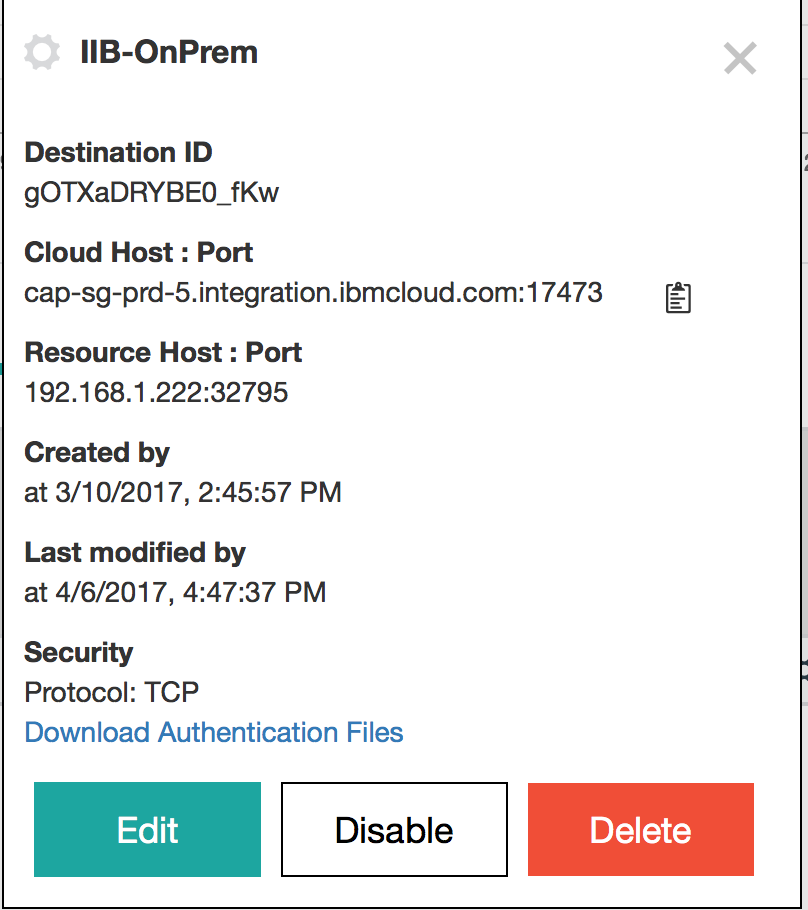 IIB-OnPrem
Destination ID
gOTXaDRYBE0_fKw
Cloud Host : Port
cap-sg-prd-5.integration.ibmcloud.com:17473
Resource Host : Port
192.168.1.222:32795
Created by
at 3/10/2017, 2:45:57 PM
Last modified by
at 4/6/2017, 4:47:37 PM
Security
Protocol: TCP
Download Authentication Files
Edit
Disable
Delete